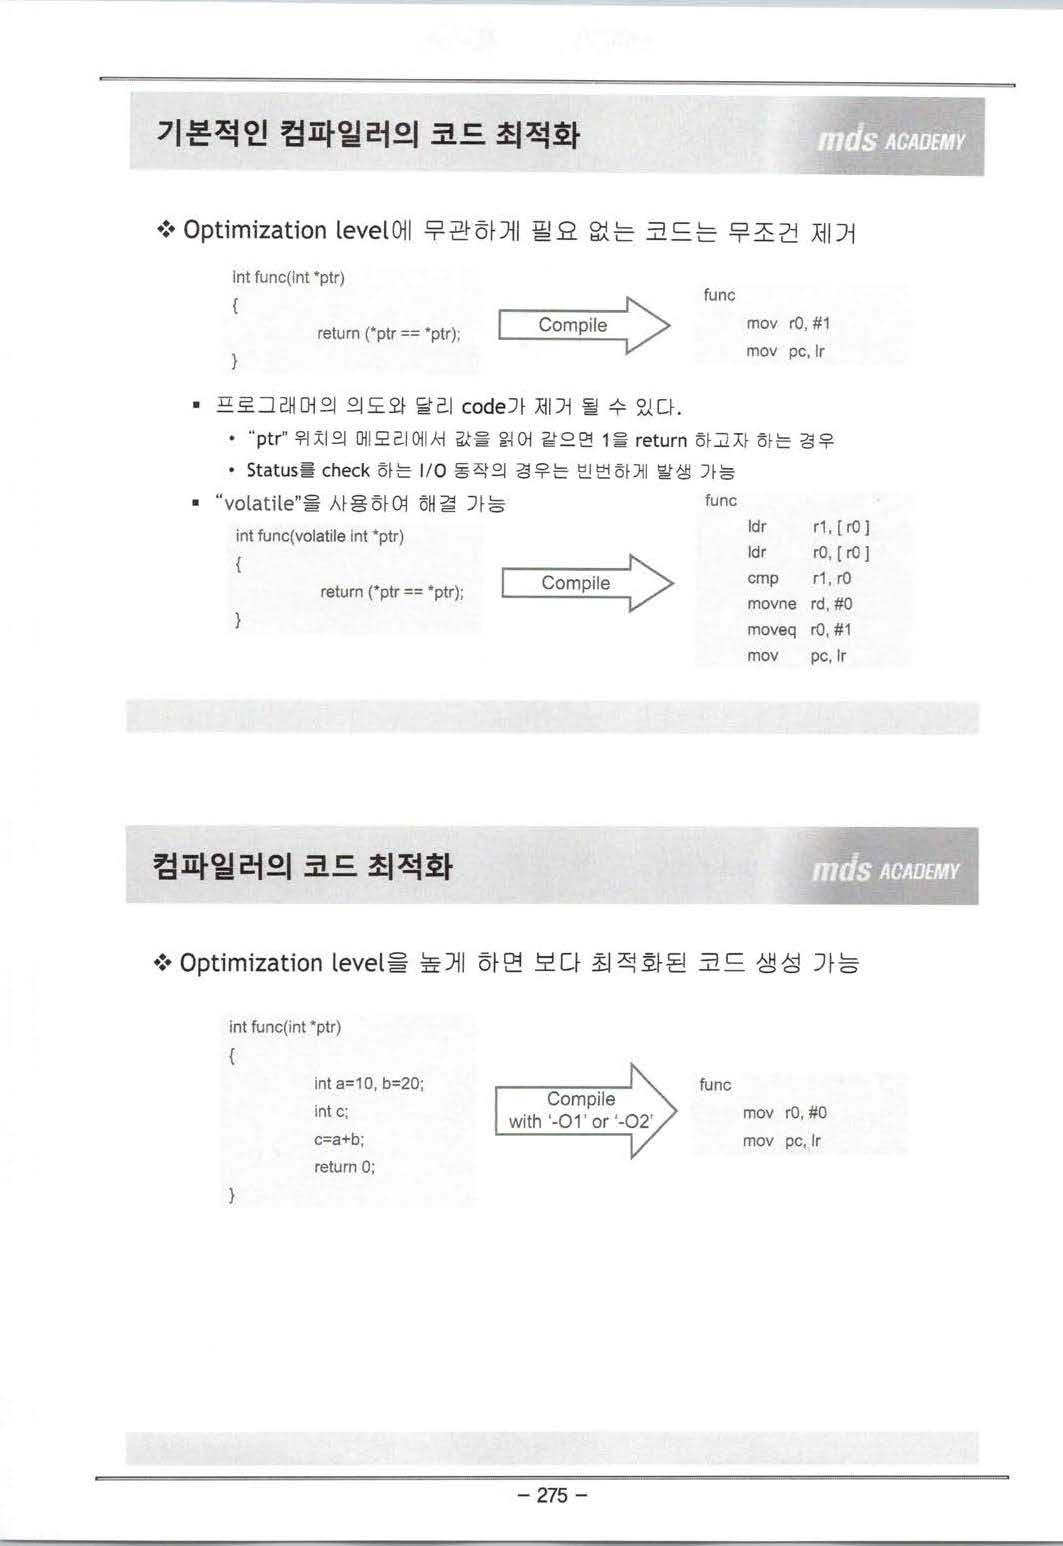 기본적인 컴파일러의 코드 최적화
mds ACADEMY
❖ Optimization level에 무관하게 필요 없는 코드는 무조건 제거
int func(int *ptr)
{
return (*ptr == *ptr);
}
Compile
func
mov r0, #1
mov pc, lr
▪ 프로그래머의 의도와 달리 code가 제거 될 수 있다.
• "ptr" 위치의 메모리에서 값을 읽어 같으면 1을 return 하고자 하는 경우
• Status를 check 하는 I/O 동작의 경우는 빈번하게 발생 가능
▪ "volatile"을 사용하여 해결 가능
int func(volatile int *ptr)
{
return (*ptr == *ptr);
}
Compile
func
ldr r1, [ r0 ]
ldr r0, [ r0 ]
cmp r1, r0
movne rd, #0
moveq r0, #1
mov pc, lr
컴파일러의 코드 최적화
mds ACADEMY
❖ Optimization level을 높게 하면 보다 최적화된 코드 생성 가능
int func(int *ptr)
{
int a=10, b=20;
int c;
c=a+b;
return 0;
}
Compile
with '-O1' or '-O2'
func
mov r0, #0
mov pc, lr
– 275 –